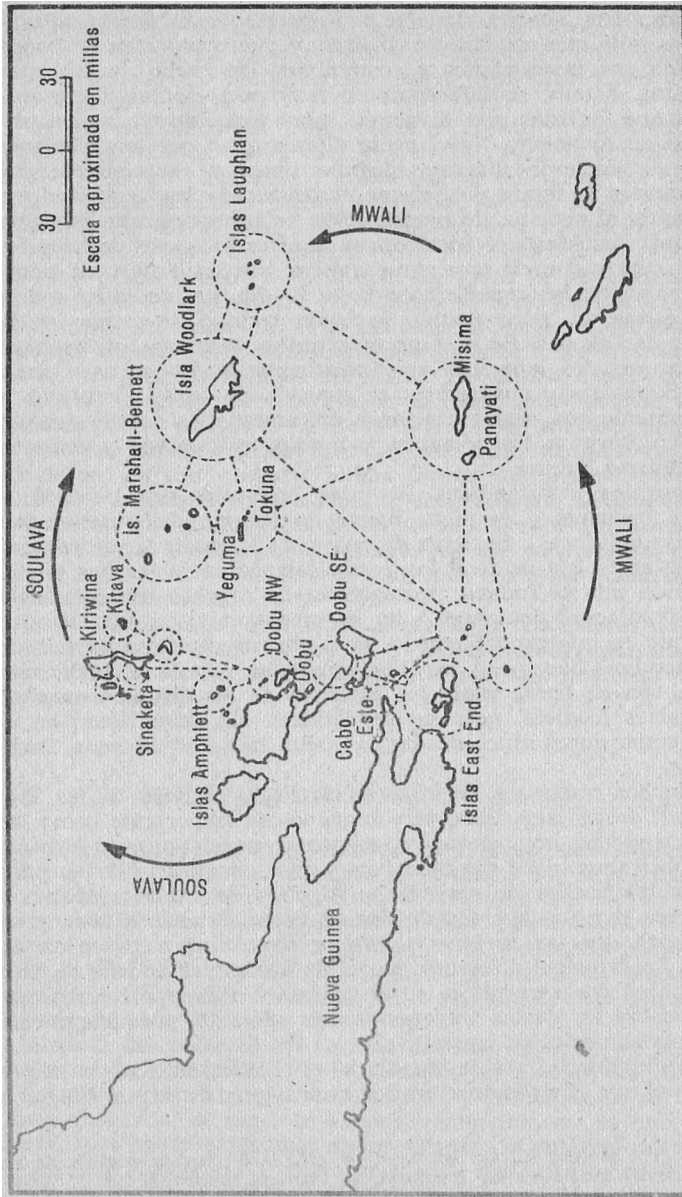 30 0 30
Escala aproximada en millas
SOULAVA
Kiriwina
Kitava
Is. Marshall-Bennett
Isla Woodlark
Islas Laughlan
Sinaketa
Yeguma
Tokuna
MWALI
Islas Amphlett
Dobu NW
Dobu
Dobu SE
SOULAVA
Cabo
Este
Misima
Panayati
Nueva Guinea
Islas East End
MWALI